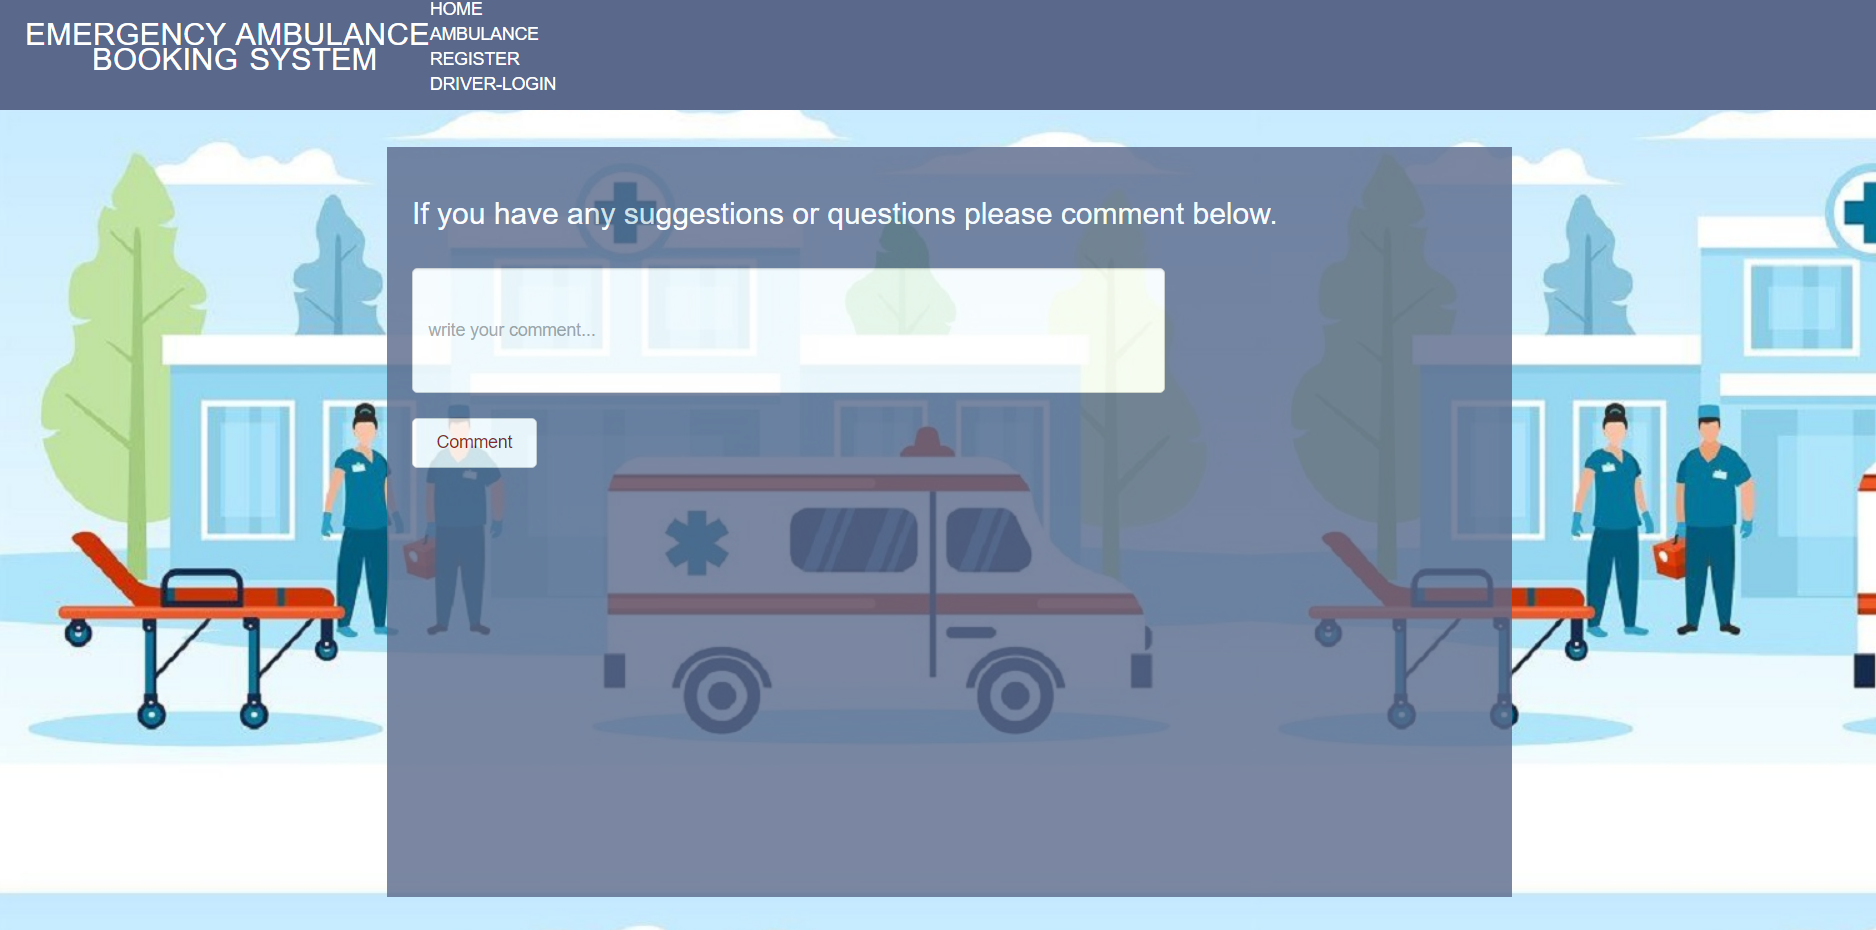 EMERGENCY AMBULANCE
BOOKING SYSTEM
HOME
AMBULANCE
REGISTER
DRIVER-LOGIN
If you have any suggestions or questions please comment below.
write your comment...
Comment